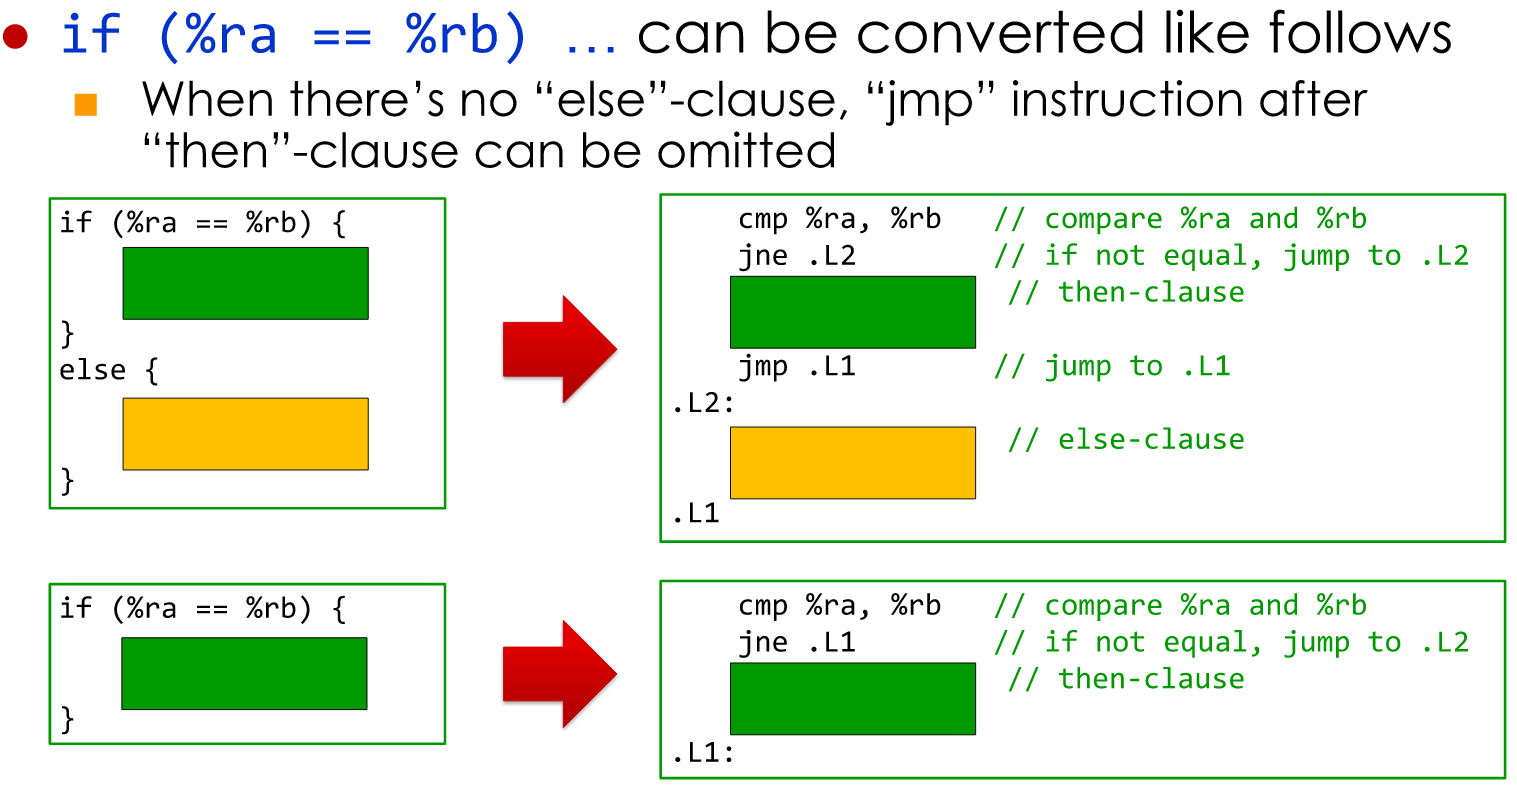 if (%ra == %rb) … can be converted like follows
When there's no “else”-clause, “jmp” instruction after
“then”-clause can be omitted
if (%ra == %rb) {
}
else {
}
cmp %ra, %rb // compare %ra and %rb
jne .L2 // if not equal, jump to .L2
// then-clause
jmp .L1 // jump to .L1
.L2:
// else-clause
.L1
if (%ra == %rb) {
}
cmp %ra, %rb // compare %ra and %rb
jne .L1 // if not equal, jump to .L2
// then-clause
.L1: